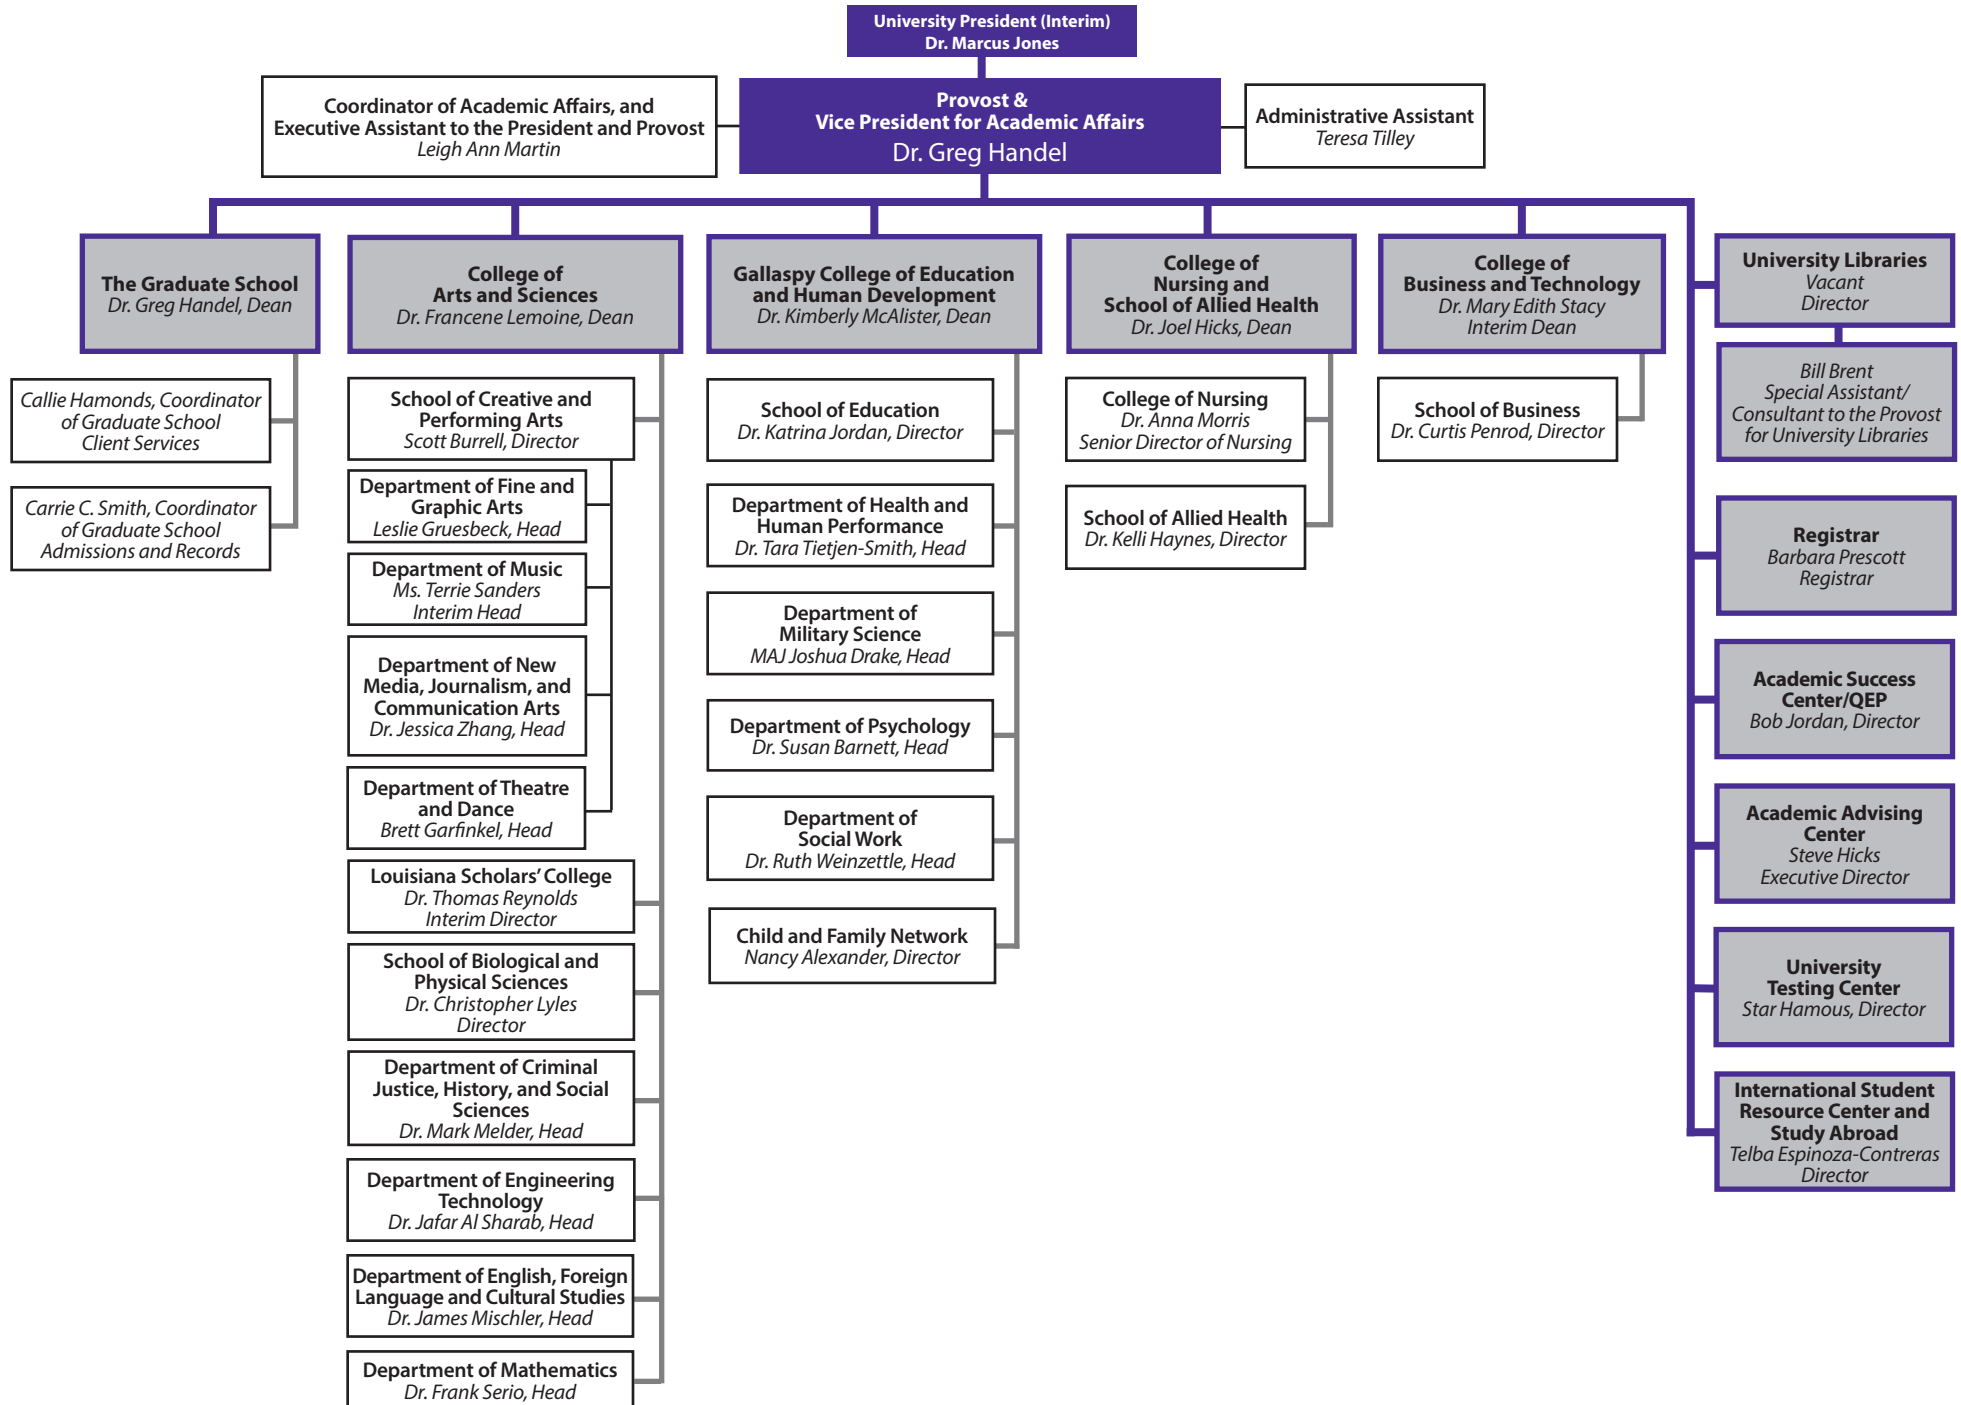 University President (Interim)
Dr. Marcus Jones
Coordinator of Academic Affairs, and
Executive Assistant to the President and Provost
Leigh Ann Martin
Provost &
Vice President for Academic Affairs
Dr. Greg Handel
Administrative Assistant
Teresa Tilley
The Graduate School
Dr. Greg Handel, Dean
Callie Hamonds, Coordinator
of Graduate School
Client Services
Carrie C. Smith, Coordinator
of Graduate School
Admissions and Records
College of
Arts and Sciences
Dr. Francene Lemoine, Dean
School of Creative and
Performing Arts
Scott Burrell, Director
Department of Fine and
Graphic Arts
Leslie Gruesbeck, Head
Department of Music
Ms. Terrie Sanders
Interim Head
Department of New
Media, Journalism, and
Communication Arts
Dr. Jessica Zhang, Head
Department of Theatre
and Dance
Brett Garfinkel, Head
Louisiana Scholars’ College
Dr. Thomas Reynolds
Interim Director
School of Biological and
Physical Sciences
Dr. Christopher Lyles
Director
Department of Criminal
Justice, History, and Social
Sciences
Dr. Mark Melder, Head
Department of Engineering
Technology
Dr. Jafar Al Sharab, Head
Department of English, Foreign
Language and Cultural Studies
Dr. James Mischler, Head
Department of Mathematics
Dr. Frank Serio, Head
Gallaspy College of Education
and Human Development
Dr. Kimberly McAlister, Dean
School of Education
Dr. Katrina Jordan, Director
Department of Health and
Human Performance
Dr. Tara Tietjen-Smith, Head
Department of
Military Science
MAJ Joshua Drake, Head
Department of Psychology
Dr. Susan Barnett, Head
Department of
Social Work
Dr. Ruth Weinzettle, Head
Child and Family Network
Nancy Alexander, Director
College of
Nursing and
School of Allied Health
Dr. Joel Hicks, Dean
College of Nursing
Dr. Anna Morris
Senior Director of Nursing
School of Allied Health
Dr. Kelli Haynes, Director
College of
Business and Technology
Dr. Mary Edith Stacy
Interim Dean
School of Business
Dr. Curtis Penrod, Director
University Libraries
Vacant
Director
Bill Brent
Special Assistant/
Consultant to the Provost
for University Libraries
Registrar
Barbara Prescott
Registrar
Academic Success
Center/QEP
Bob Jordan, Director
Academic Advising
Center
Steve Hicks
Executive Director
University
Testing Center
Star Hamous, Director
International Student
Resource Center and
Study Abroad
Telba Espinoza-Contreras
Director